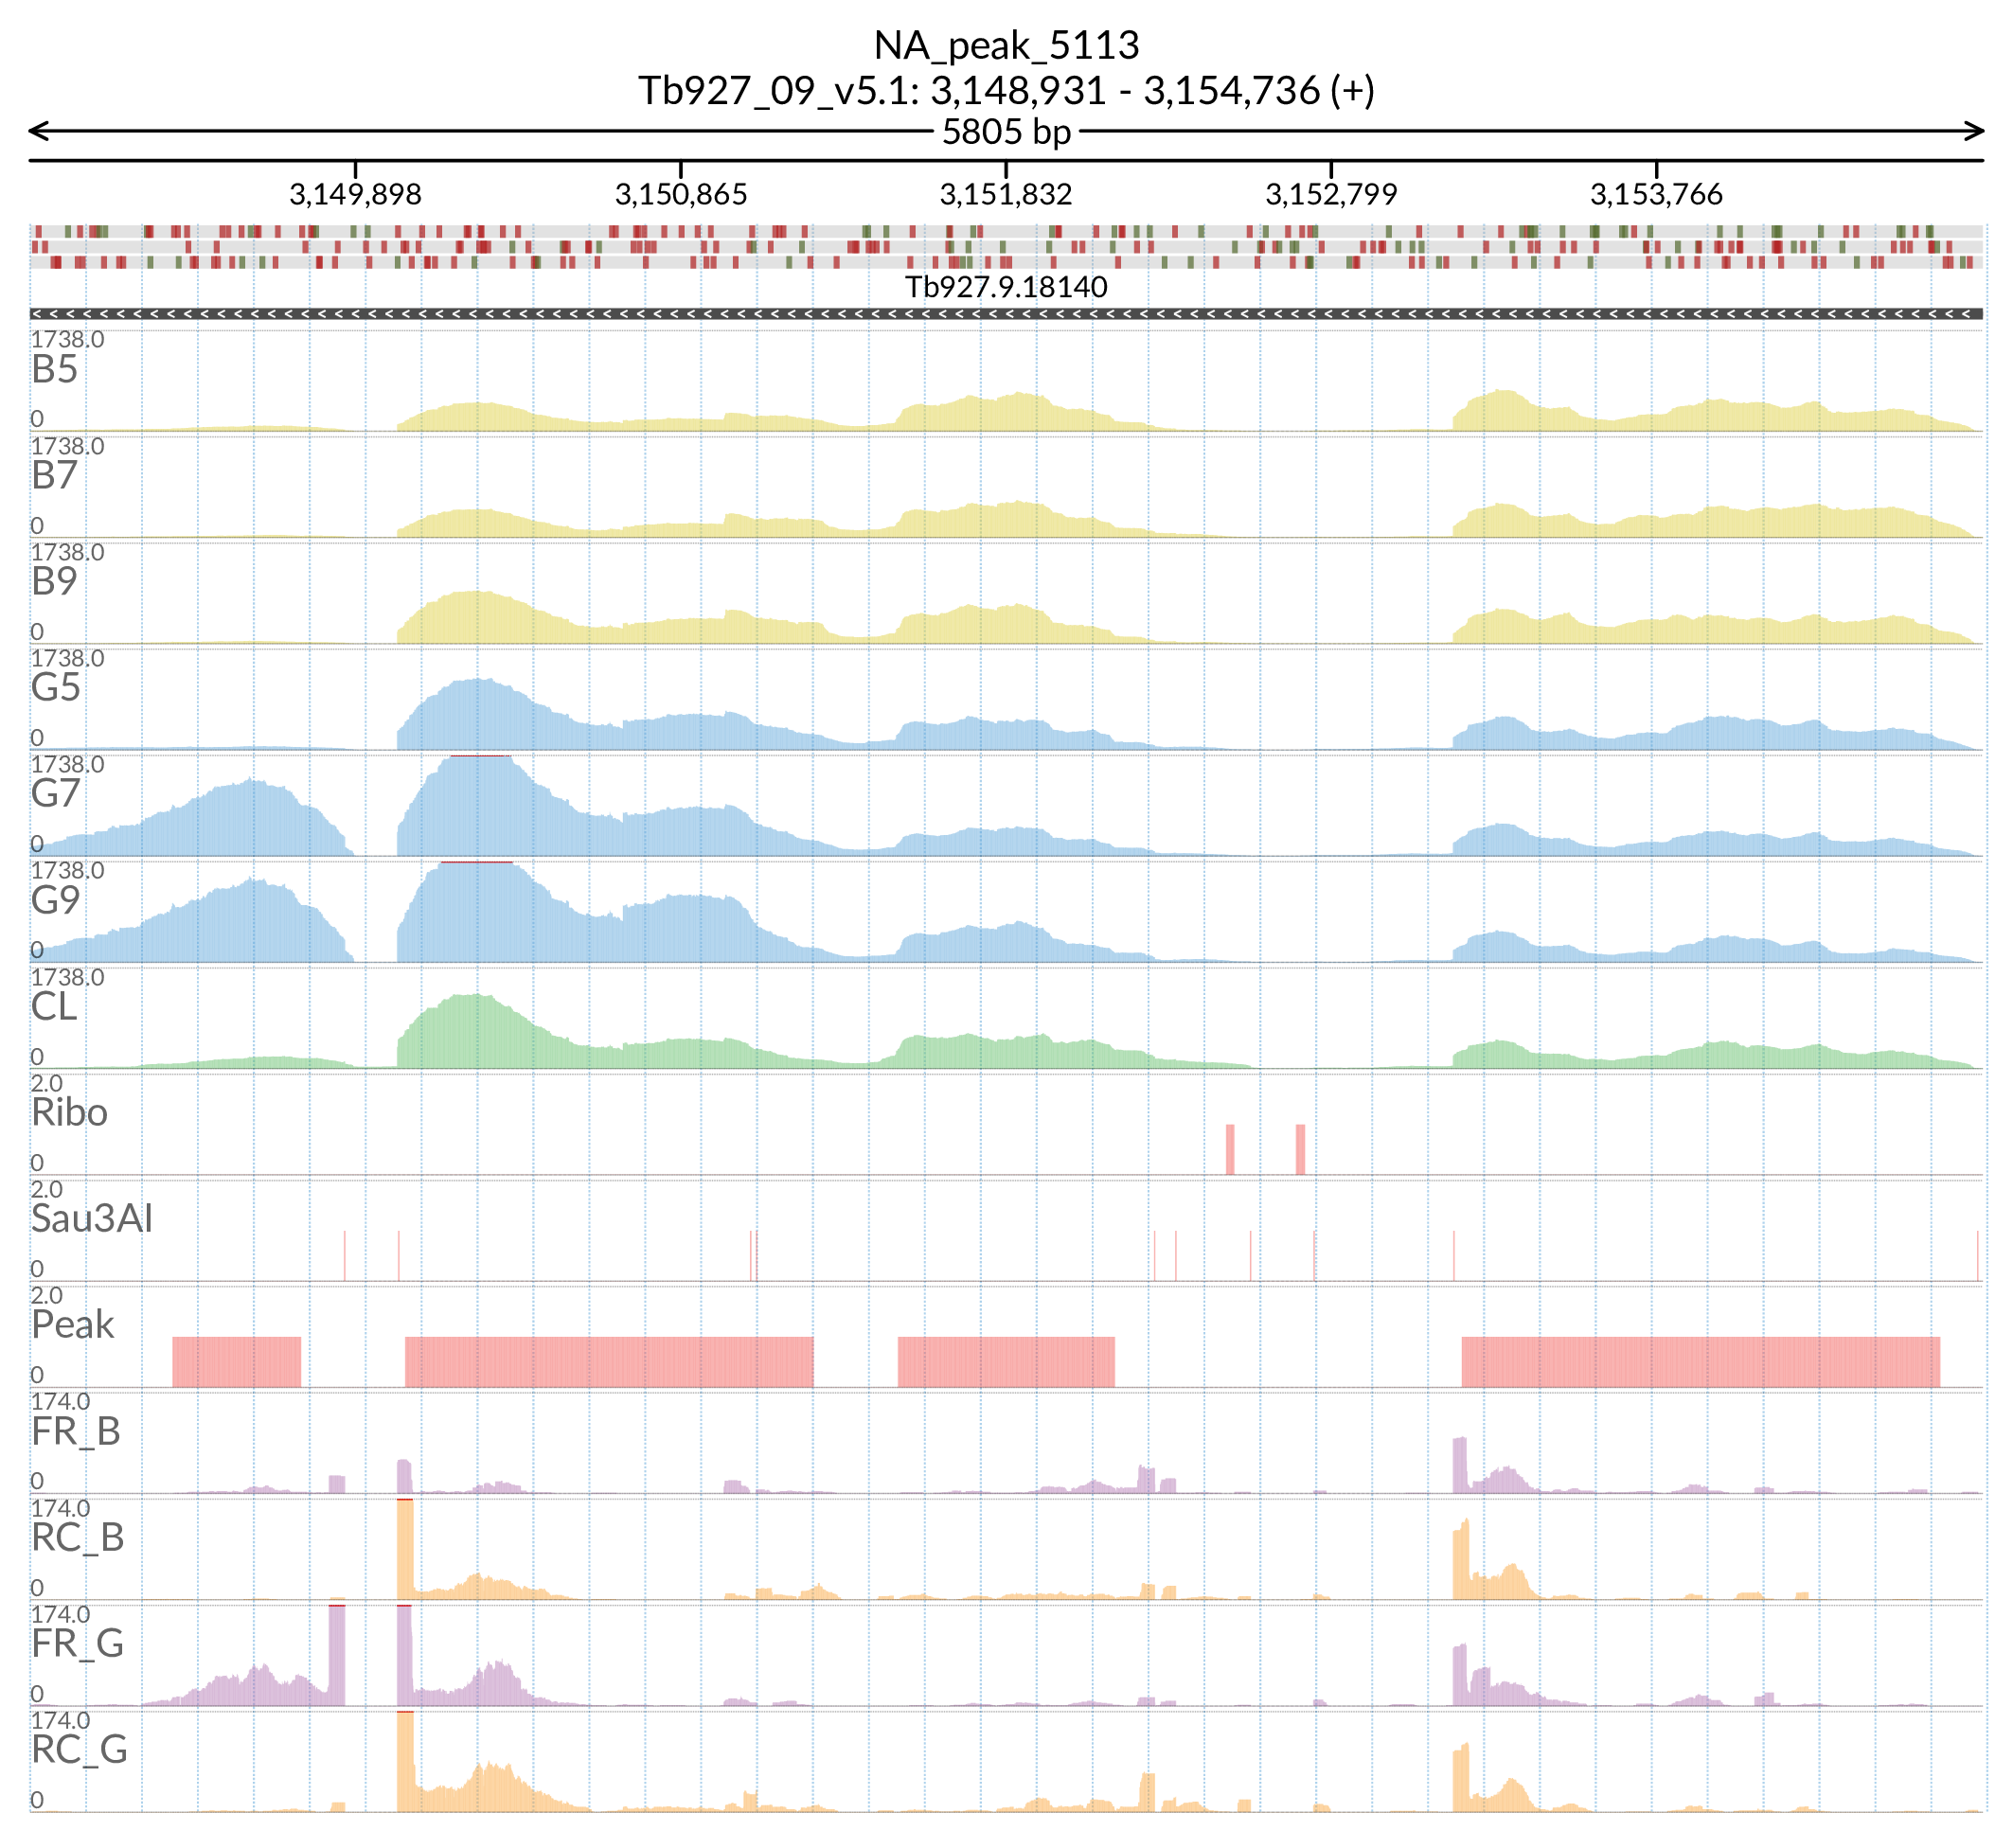 NA_peak_5113
Tb927_09_v5.1: 3,148,931 - 3,154,736 (+)
5805 bp
3,149,898 3,150,865 3,151,832 3,152,799 3,153,766
Tb927.9.18140
1738.0
B5
0
1738.0
B7
0
1738.0
B9
0
1738.0
G5
0
1738.0
G7
0
1738.0
G9
0
1738.0
CL
0
2.0
Ribo
0
2.0
Sau3AI
0
2.0
Peak
0
174.0
FR_B
0
174.0
RC_B
0
174.0
FR_G
0
174.0
RC_G
0